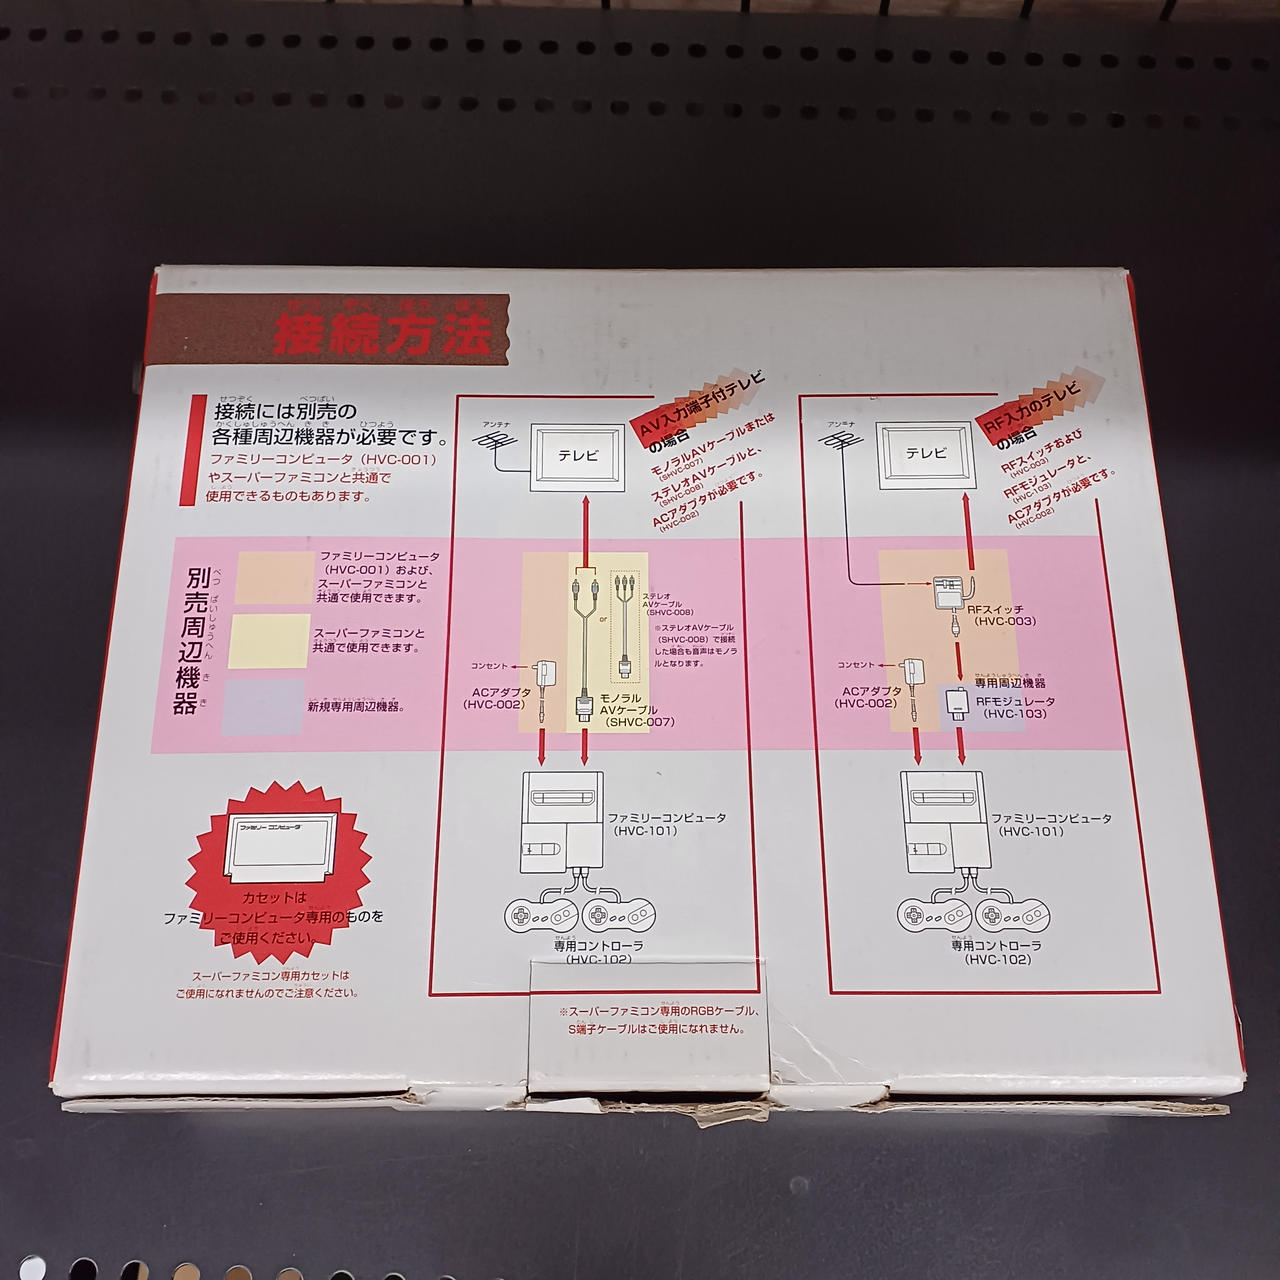 接続方法
接続には別売の
各種周辺機器が必要です。
ファミリーコンピュータ（HVC-001）
やスーパーファミコンと共通で
使用できるものもあります。
別売周辺機器
ファミリーコンピュータ
（HVC-001）および、
スーパーファミコンと
共通で使用できます。
スーパーファミコンと
共通で使用できます。
新規専用周辺機器。
ファミリーコンピュータ
カセットは
ファミリーコンピュータ専用のものを
ご使用ください。
スーパーファミコン専用カセットは
ご使用になれませんのでご注意ください。
AV入力端子付テレビ
の場合
モノラルAVケーブルまたは
(SHVC-007)
ステレオAVケーブルと、
(SHVC-008)
ACアダプタが必要です。
(HVC-002)
アンテナ
テレビ
or
ステレオ
AVケーブル
（SHVC-008）
※ステレオAVケーブル
（SHVC-008）で接続
した場合も音声はモノラ
ルとなります。
コンセント
ACアダプタ
（HVC-002）
モノラル
AVケーブル
（SHVC-007）
ファミリーコンピュータ
（HVC-101）
専用コントローラ
（HVC-102）
※スーパーファミコン専用のRGBケーブル、
S端子ケーブルはご使用になれません。
RF入力のテレビ
の場合
RFスイッチおよび
(HVC-003)
RFモジュレータと、
(HVC-103)
ACアダプタが必要です。
(HVC-002)
アンテナ
テレビ
RFスイッチ
（HVC-003）
コンセント
ACアダプタ
（HVC-002）
専用周辺機器
RFモジュレータ
（HVC-103）
ファミリーコンピュータ
（HVC-101）
専用コントローラ
（HVC-102）